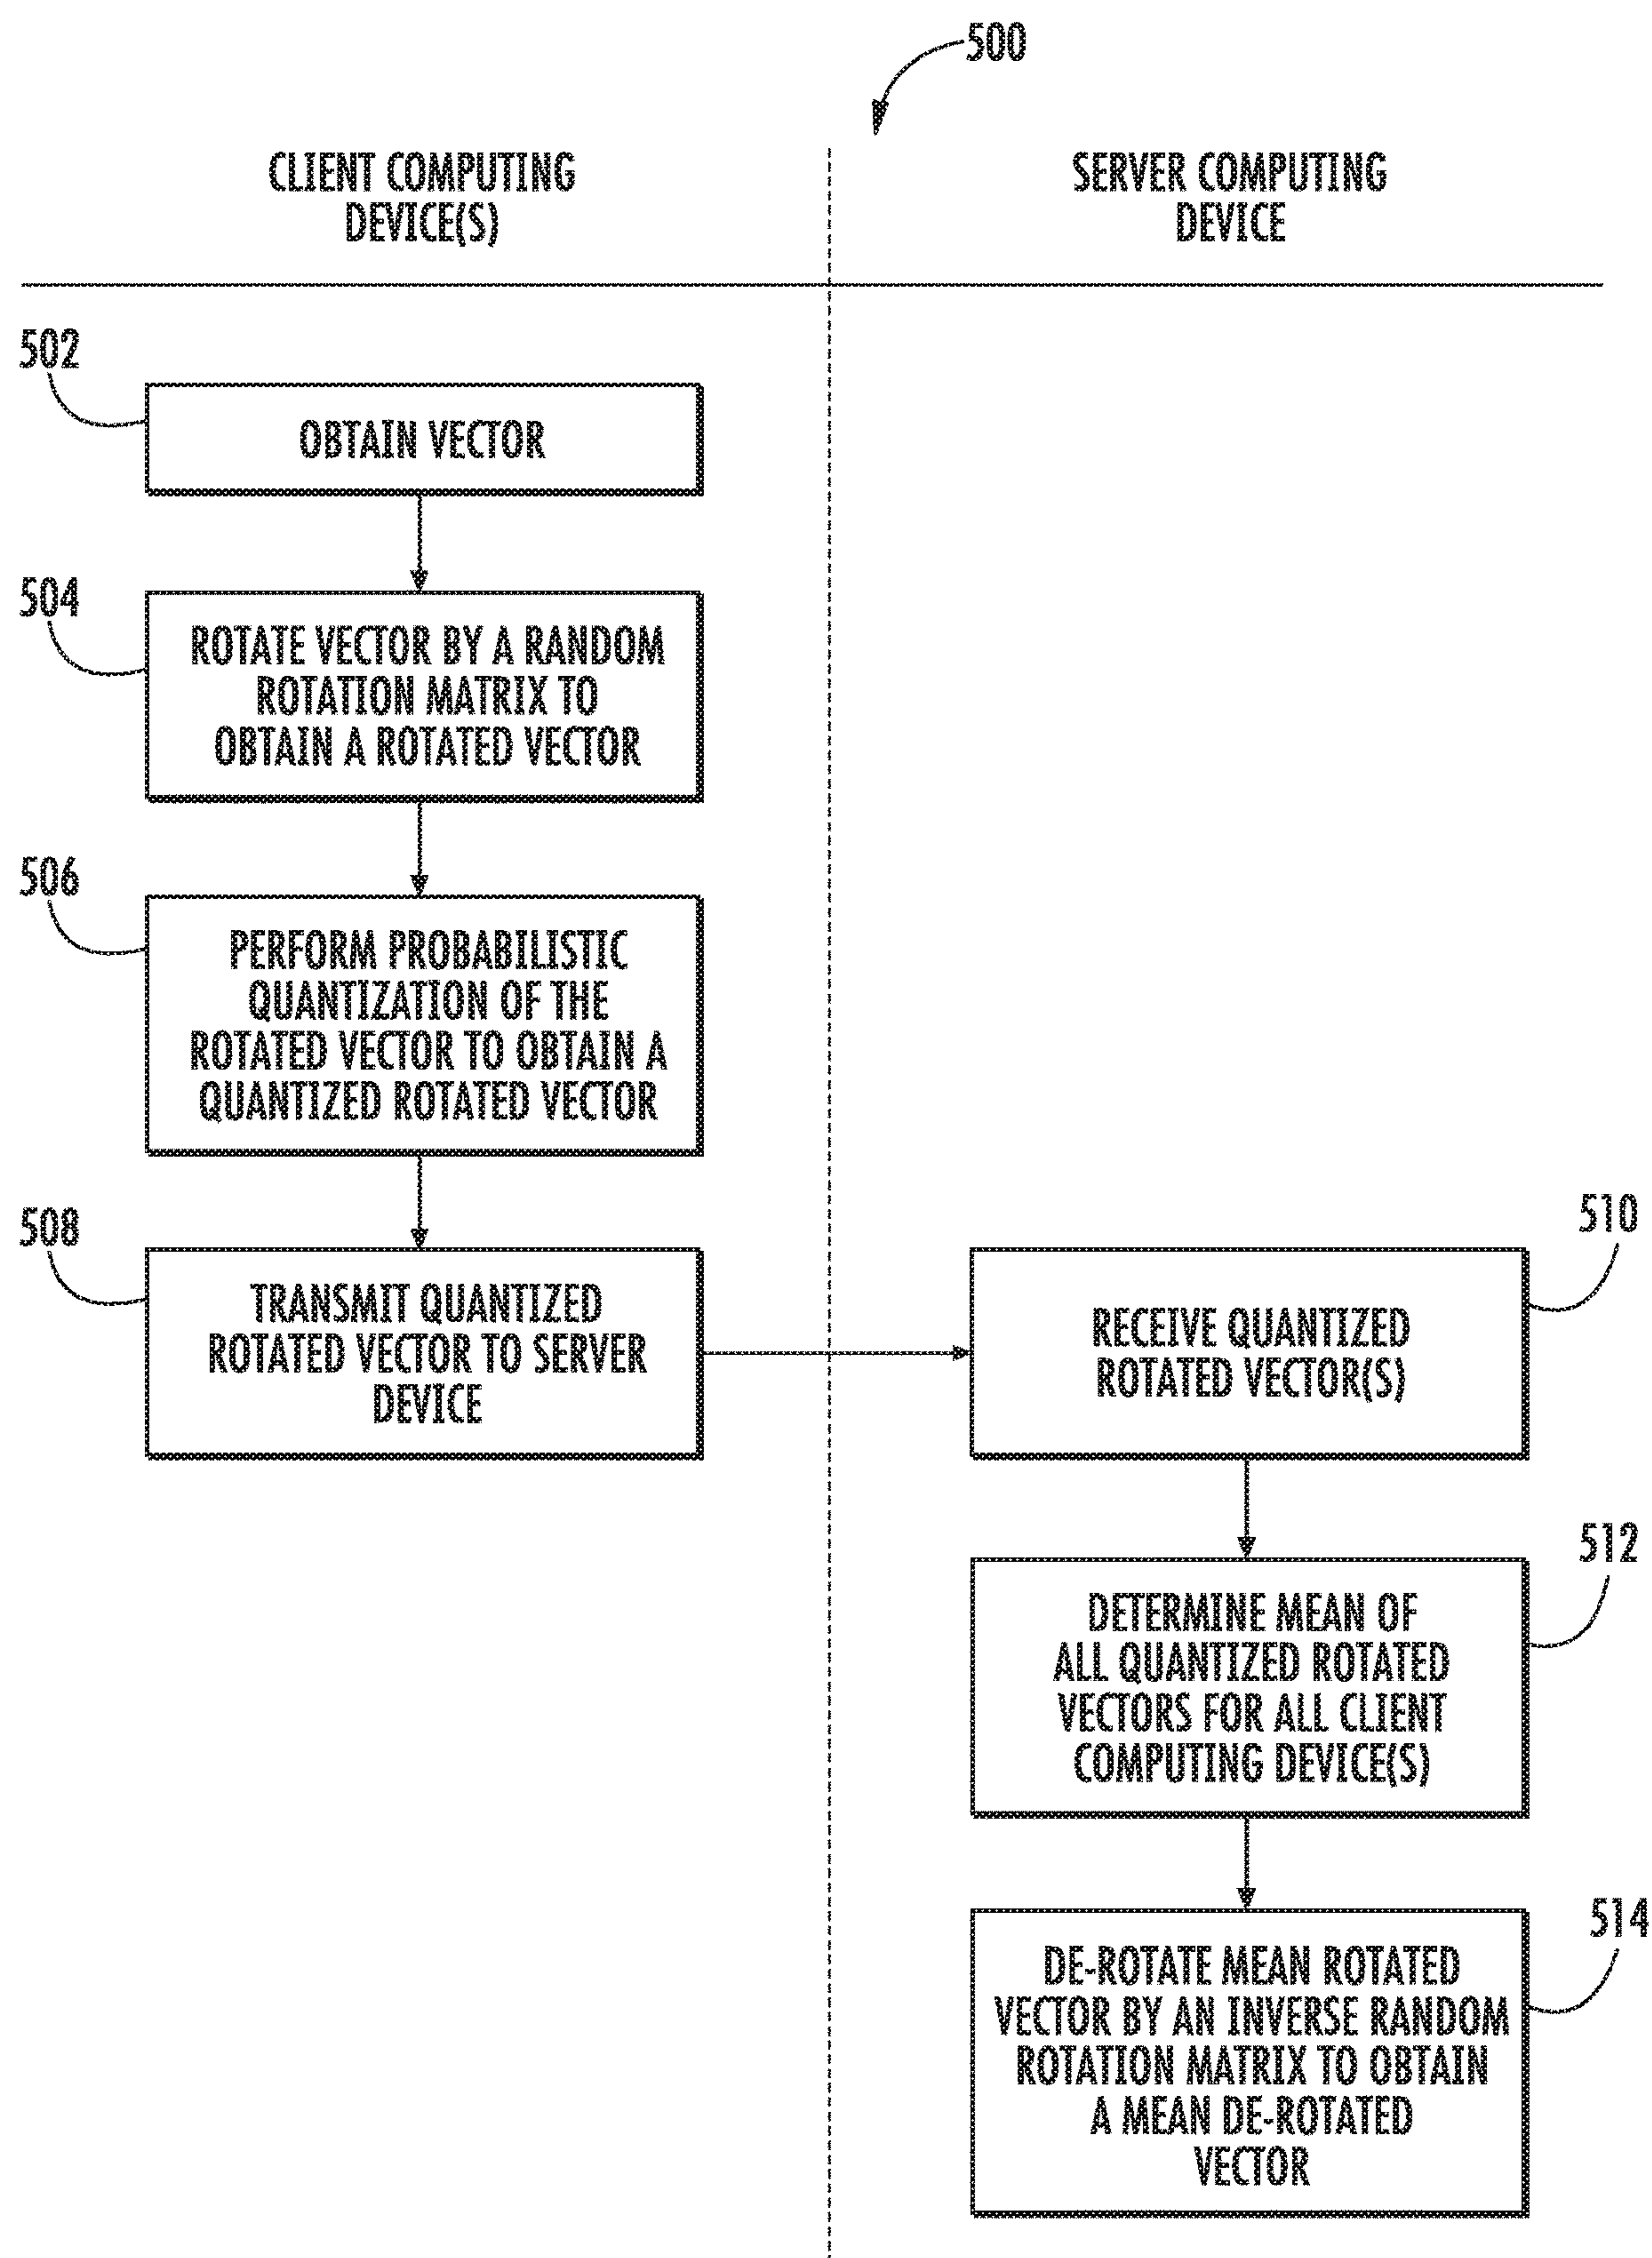 500
CLIENT COMPUTING
DEVICE(S)
SERVER COMPUTING
DEVICE
502
OBTAIN VECTOR
504
ROTATE VECTOR BY A RANDOM
ROTATION MATRIX TO
OBTAIN A ROTATED VECTOR
506
PERFORM PROBABILISTIC
QUANTIZATION OF THE
ROTATED VECTOR TO OBTAIN A
QUANTIZED ROTATED VECTOR
508
TRANSMIT QUANTIZED
ROTATED VECTOR TO SERVER
DEVICE
510
RECEIVE QUANTIZED
ROTATED VECTOR(S)
512
DETERMINE MEAN OF
ALL QUANTIZED ROTATED
VECTORS FOR ALL CLIENT
COMPUTING DEVICE(S)
514
DE-ROTATE MEAN ROTATED
VECTOR BY AN INVERSE RANDOM
ROTATION MATRIX TO OBTAIN
A MEAN DE-ROTATED
VECTOR